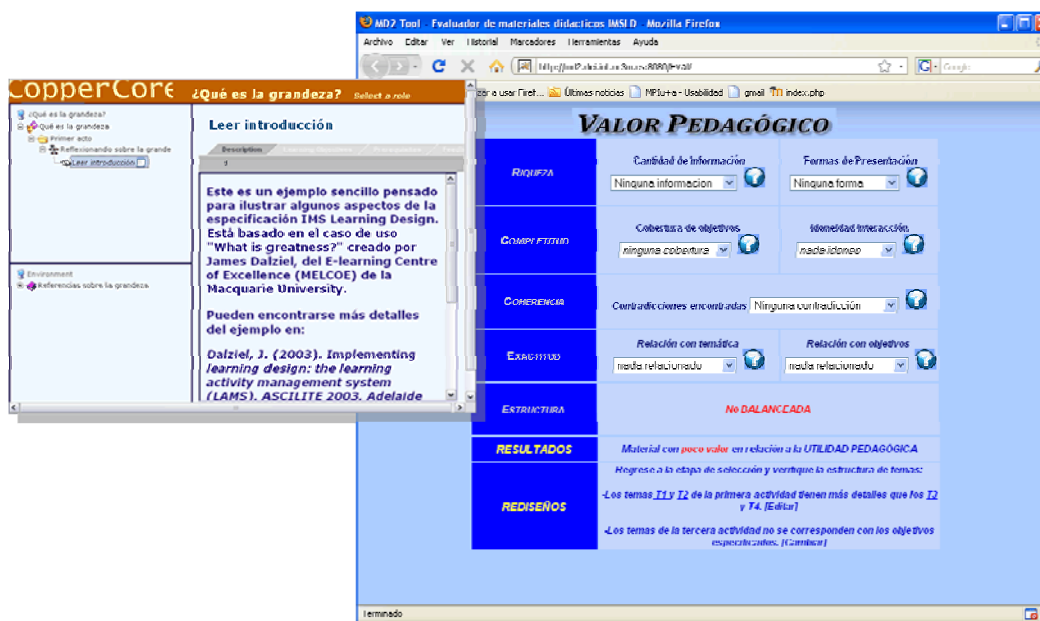 MD2 Tool - Evaluador de materiales didacticos IMSLD - Mozilla Firefox
Archivo Editar Ver Historial Marcadores Herramientas Ayuda
Google
a usar Firef... Últimas noticias MPIu+a - Usabilidad gmail index.php
CopperCore ¿Qué es la grandeza? Select a role
¿Qué es la grandeza?
Qué es la grandeza
Primer acto
Reflexionando sobre la grande
Leer introducción
Environment
Referencias sobre la grandeza
Leer introducción
Description
Este es un ejemplo sencillo pensado
para ilustrar algunos aspectos de la
especificación IMS Learning Design.
Está basado en el caso de uso
"What is greatness?" creado por
James Dalziel, del E-learning Centre
of Excellence (MELCOE) de la
Macquarie University.
Pueden encontrarse más detalles
del ejemplo en:
Dalziel, J. (2003). Implementing
learning design: the learning
activity management system
(LAMS). ASCILITE 2003. Adelaide
VALOR PEDAGÓGICO
RIQUEZA
Cantidad de Información Formas de Presentación
Ninguna informacion Ninguna forma
COMPLETITUD
Cobertura de objetivos Idoneidad Interacción
ninguna cobertura nada idoneo
COHERENCIA
Contradicciones encontradas Ninguna contradicción
EXACTITUD
Relación con temática Relación con objetivos
nada relacionado nada relacionado
ESTRUCTURA
No BALANCEADA
RESULTADOS
Material con poco valor en relación a la UTILIDAD PEDAGÓGICA
REDISEÑOS
Regrese a la etapa de selección y verifique la estructura de temas:
-Los temas T1 y T2 de la primera actividad tienen más detalles que los T2
y T4. [Editar]
-Los temas de la tercera actividad no se corresponden con los objetivos
especificados. [Cambiar]
Terminado